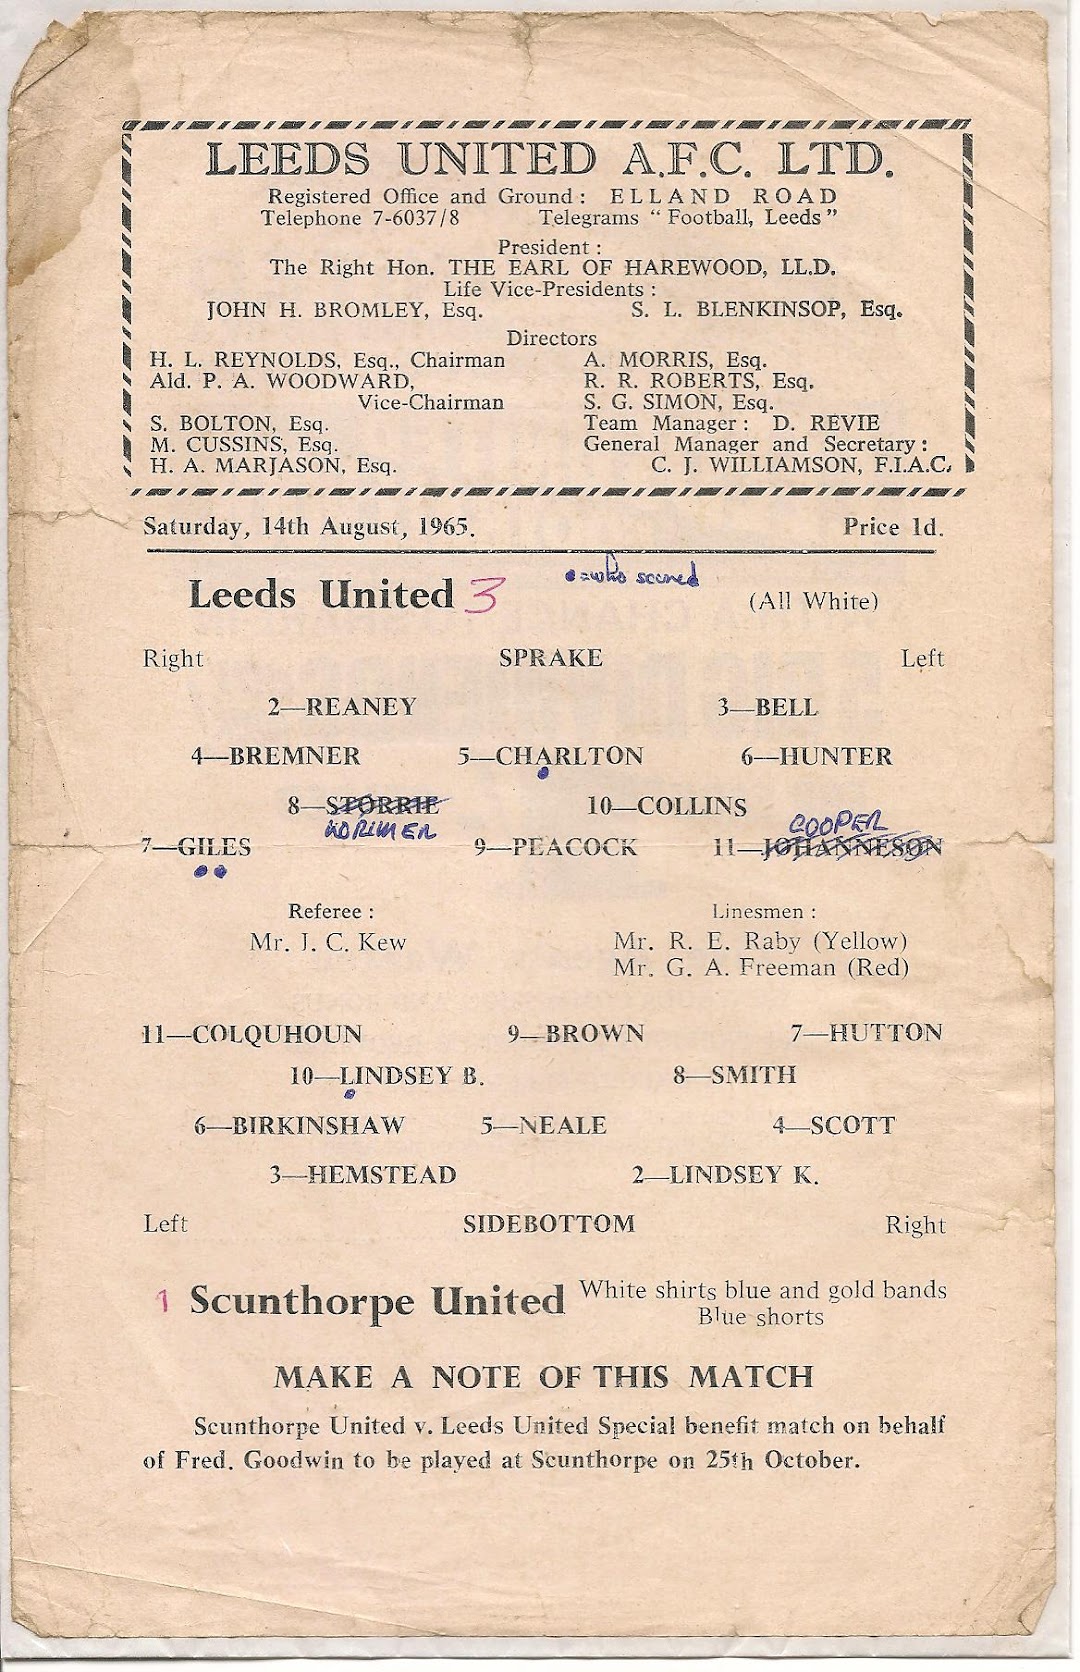 LEEDS UNITED A.F.C. LTD.
Registered Office and Ground : ELLAND ROAD
Telephone 7-6037/8 Telegrams “ Football, Leeds ”
President :
The Right Hon. THE EARL OF HAREWOOD, LL.D.
Life Vice-Presidents :
JOHN H. BROMLEY, Esq. S. L. BLENKINSOP, Esq.
Directors
H. L. REYNOLDS, Esq., Chairman A. MORRIS, Esq.
Ald. P. A. WOODWARD, R. R. ROBERTS, Esq.
Vice-Chairman S. G. SIMON, Esq.
S. BOLTON, Esq. Team Manager : D. REVIE
M. CUSSINS, Esq. General Manager and Secretary :
H. A. MARJASON, Esq. C. J. WILLIAMSON, F.I.A.C.
Saturday, 14th August, 1965. Price 1d.
• = who scored
Leeds United 3 (All White)
Right SPRAKE Left
2—REANEY 3—BELL
4—BREMNER 5—CHARLTON 6—HUNTER
8—STORRIE 10—COLLINS
LORIMER COOPER
7—GILES 9—PEACOCK 11—JOHANNESON
Referee : Linesmen :
Mr. J. C. Kew Mr. R. E. Raby (Yellow)
Mr. G. A. Freeman (Red)
11—COLQUHOUN 9—BROWN 7—HUTTON
10—LINDSEY B. 8—SMITH
6—BIRKINSHAW 5—NEALE 4—SCOTT
3—HEMSTEAD 2—LINDSEY K.
Left SIDEBOTTOM Right
1 Scunthorpe United White shirts blue and gold bands
Blue shorts
MAKE A NOTE OF THIS MATCH
Scunthorpe United v. Leeds United Special benefit match on behalf
of Fred. Goodwin to be played at Scunthorpe on 25th October.